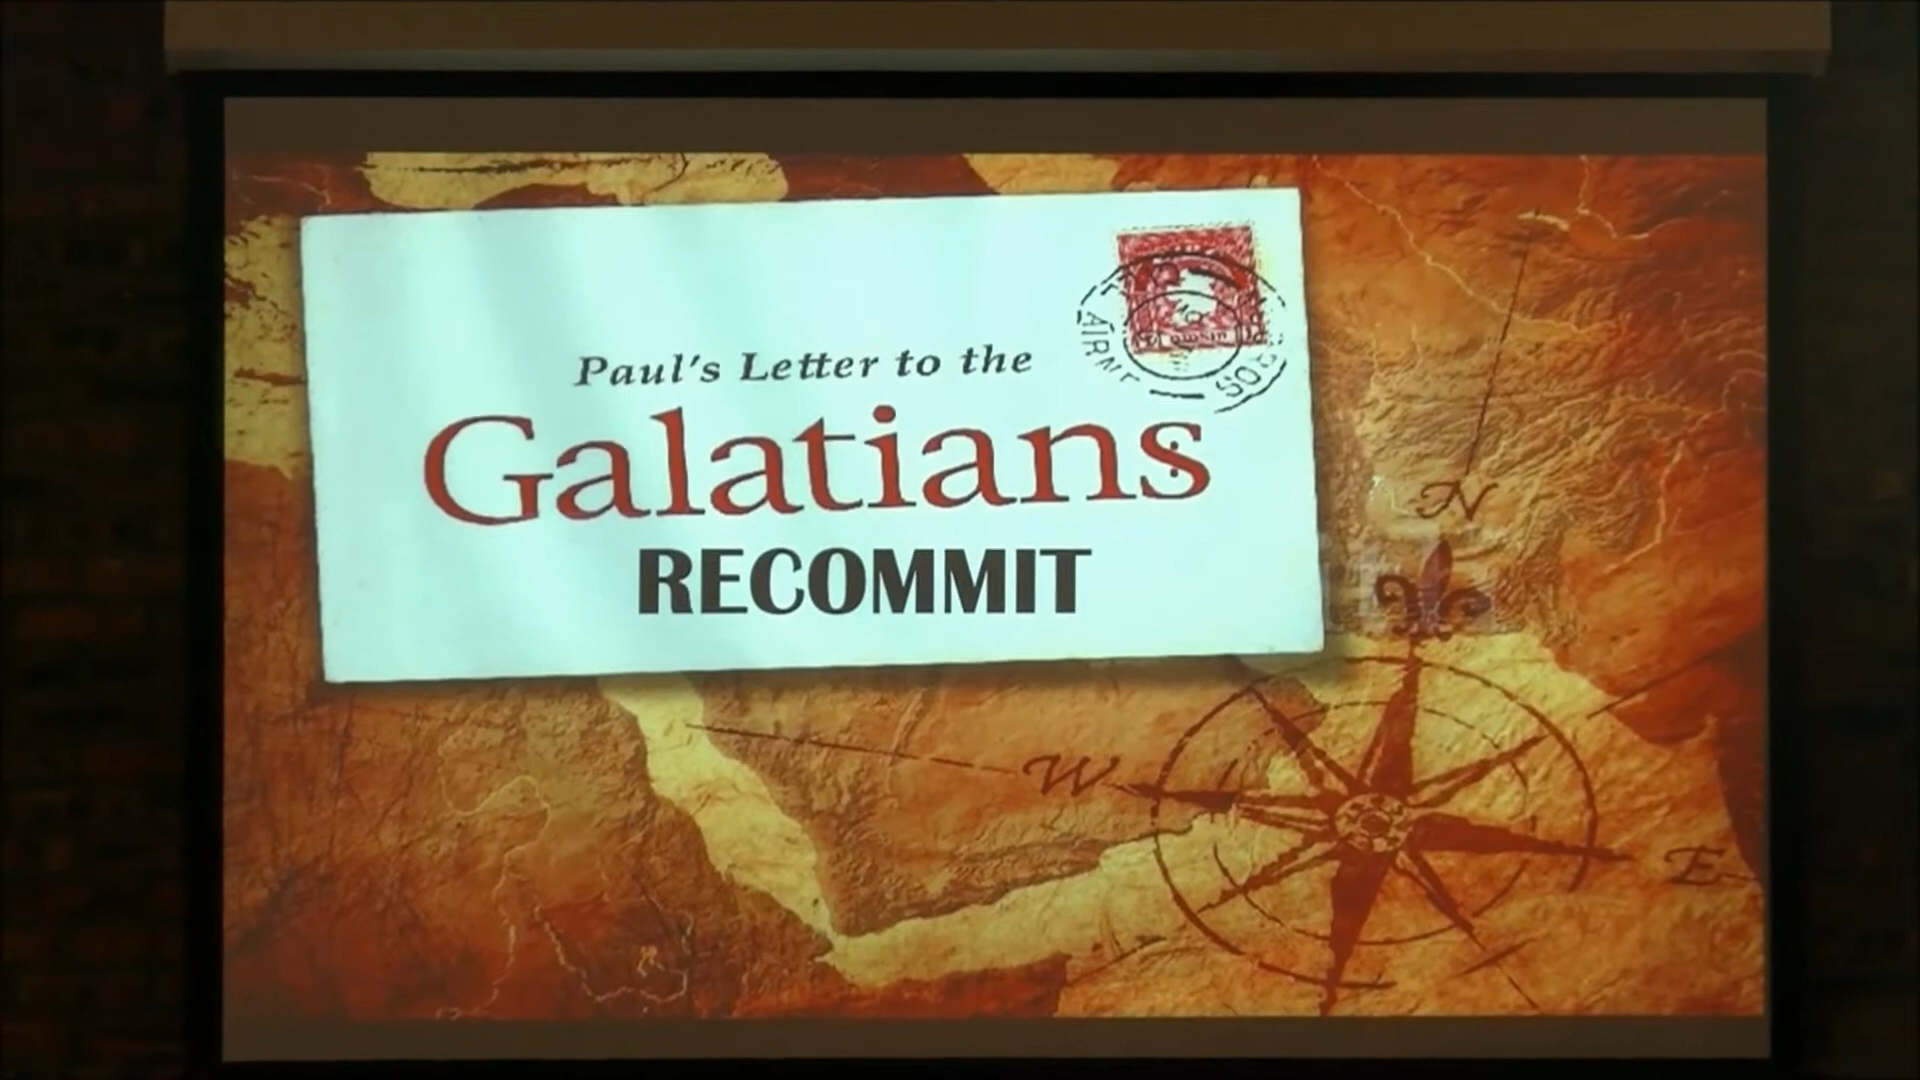 Paul's Letter to the
Galatians:
RECOMMIT
N
W
E